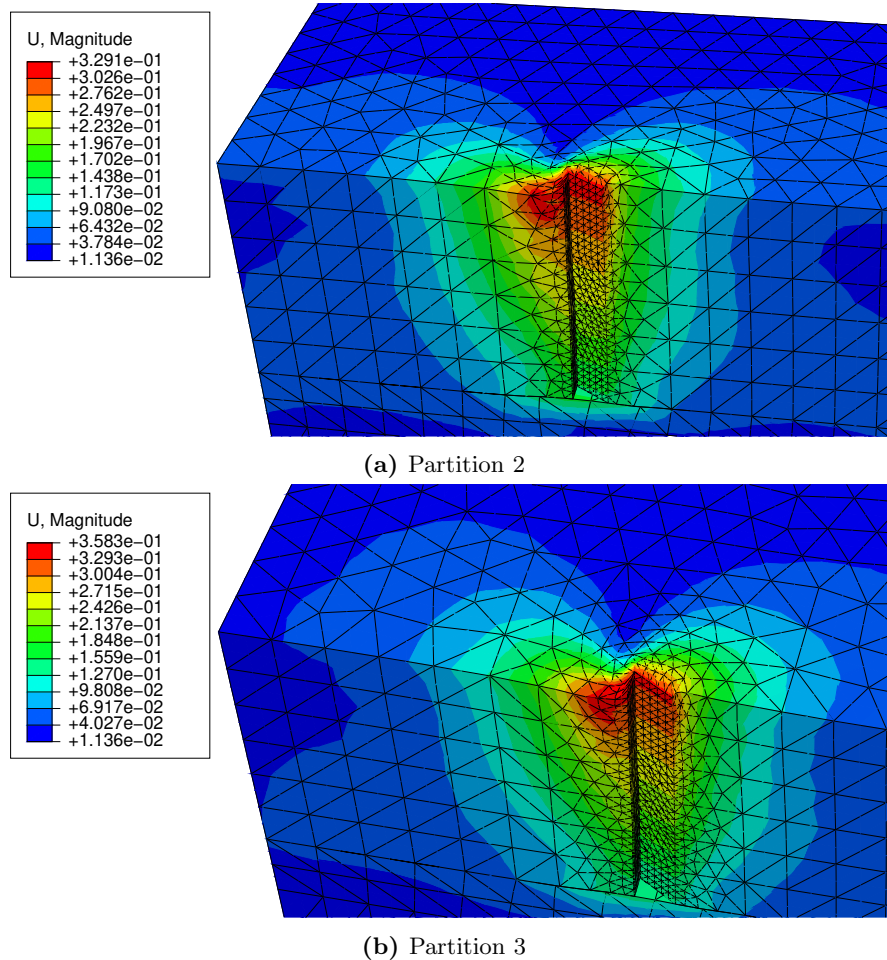 U, Magnitude
+3.291e-01
+3.026e-01
+2.762e-01
+2.497e-01
+2.232e-01
+1.967e-01
+1.702e-01
+1.438e-01
+1.173e-01
+9.080e-02
+6.432e-02
+3.784e-02
+1.136e-02
(a) Partition 2
U, Magnitude
+3.583e-01
+3.293e-01
+3.004e-01
+2.715e-01
+2.426e-01
+2.137e-01
+1.848e-01
+1.559e-01
+1.270e-01
+9.808e-02
+6.917e-02
+4.027e-02
+1.136e-02
(b) Partition 3